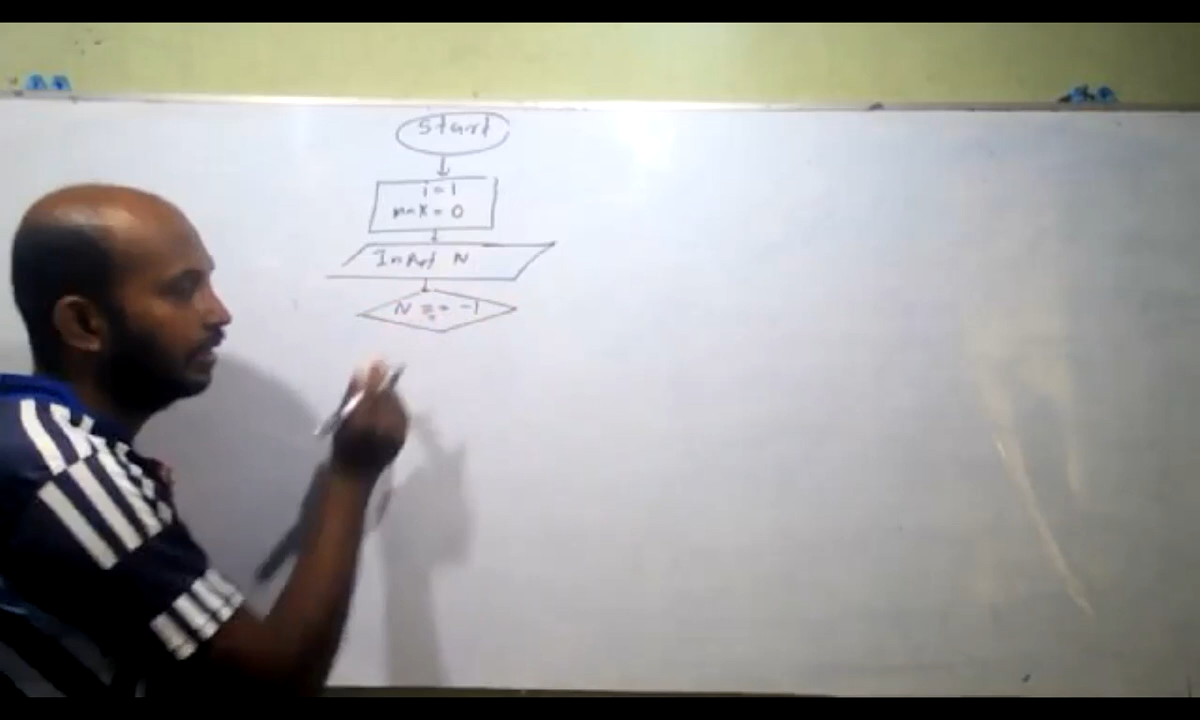 Start
i = 1
max = 0
Input N
N == -1